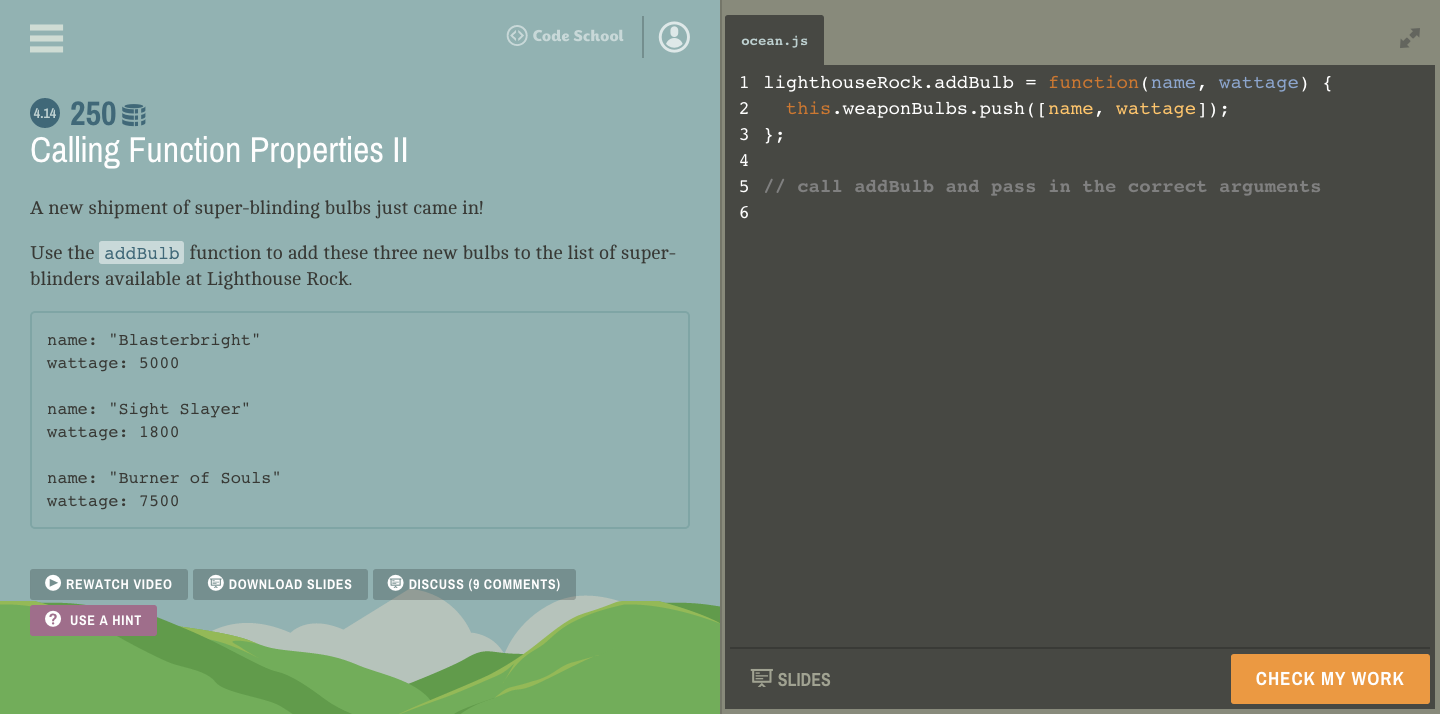 Code School
4.14 250
Calling Function Properties II
A new shipment of super-blinding bulbs just came in!
Use the addBulb function to add these three new bulbs to the list of super-
blinders available at Lighthouse Rock.
name: "Blasterbright"
wattage: 5000
name: "Sight Slayer"
wattage: 1800
name: "Burner of Souls"
wattage: 7500
REWATCH VIDEO
DOWNLOAD SLIDES
DISCUSS (9 COMMENTS)
? USE A HINT
ocean.js
1 lighthouseRock.addBulb = function(name, wattage) {
2   this.weaponBulbs.push([name, wattage]);
3 };
4
5 // call addBulb and pass in the correct arguments
6
SLIDES
CHECK MY WORK